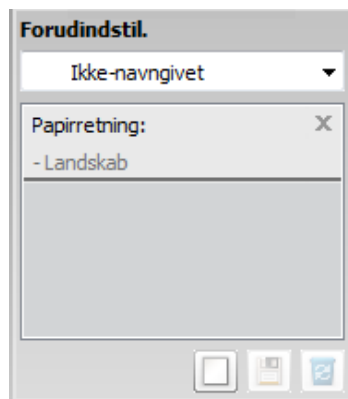 Forudindstil.
Ikke-navngivet
Papirretning:
- Landskab